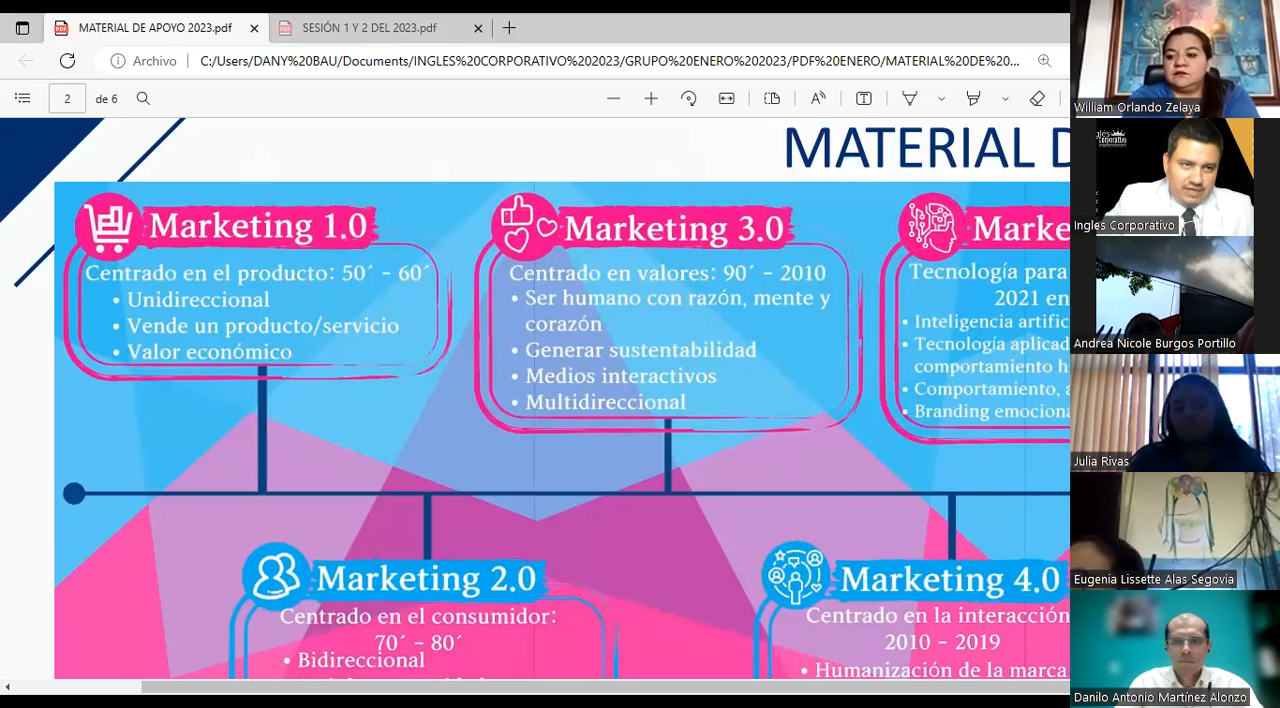 MATERIAL DE APOYO 2023.pdf
SESIÓN 1 Y 2 DEL 2023.pdf
Archivo
C:/Users/DANY%20BAU/Documents/INGLES%20CORPORATIVO%202023/GRUPO%20ENERO%202023/PDF%20ENERO/MATERIAL%20DE%20...
2
de 6
MATERIAL D
Marketing 1.0
Centrado en el producto: 50´ - 60´
• Unidireccional
• Vende un producto/servicio
• Valor económico
Marketing 3.0
Centrado en valores: 90´ - 2010
• Ser humano con razón, mente y
corazón
• Generar sustentabilidad
• Medios interactivos
• Multidireccional
Marke
Tecnología para
2021 en
• Inteligencia artific
• Tecnología aplicad
comportamiento h
• Comportamiento, a
• Branding emociona
Marketing 2.0
Centrado en el consumidor:
70´ - 80´
• Bidireccional
Marketing 4.0
Centrado en la interacción
2010 - 2019
• Humanización de la marca
William Orlando Zelaya
Inglés
Corporativo
Ingles Corporativo
Andrea Nicole Burgos Portillo
Julia Rivas
Eugenia Lissette Alas Segovia
Danilo Antonio Martínez Alonzo